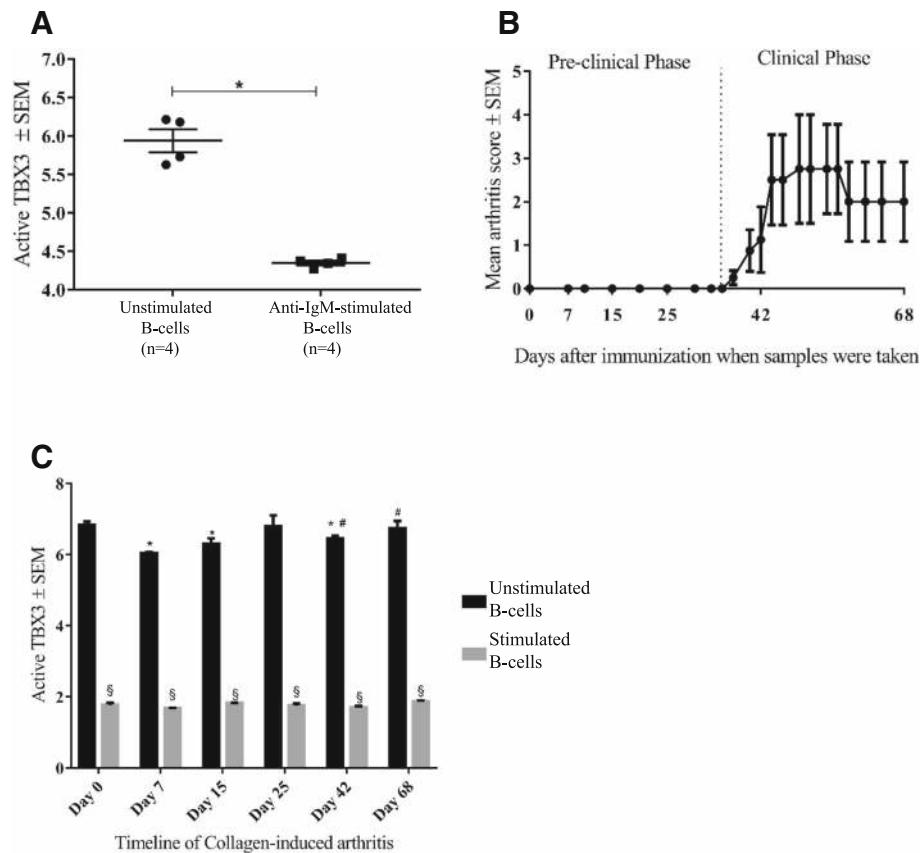 A
7.0
6.5
6.0
5.5
5.0
4.5
4.0
Active TBX3 ± SEM
*
Unstimulated
B-cells
(n=4)
Anti-IgM-stimulated
B-cells
(n=4)
B
Pre-clinical Phase
Clinical Phase
5
4
3
2
1
0
Mean arthritis score ± SEM
0 7 15 25 42 68
Days after immunization when samples were taken
C
8
6
4
2
0
Active TBX3 ± SEM
* * * # #
§ § § § § §
Day 0 Day 7 Day 15 Day 25 Day 42 Day 68
Timeline of Collagen-induced arthritis
Unstimulated
B-cells
Stimulated
B-cells